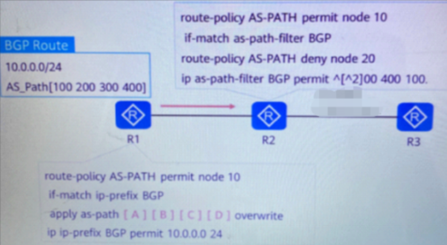 route-policy AS-PATH permit node 10
if-match as-path-filter BGP
route-policy AS-PATH deny node 20
ip as-path-filter BGP permit ^[^2]00 400 100.
BGP Route
10.0.0.0/24
AS_Path[100 200 300 400]
R
R
R
R1
R2
R3
route-policy AS-PATH permit node 10
if-match ip-prefix BGP
apply as-path [ A ] [ B ] [ C ] [ D ] overwrite
ip ip-prefix BGP permit 10.0.0.0 24